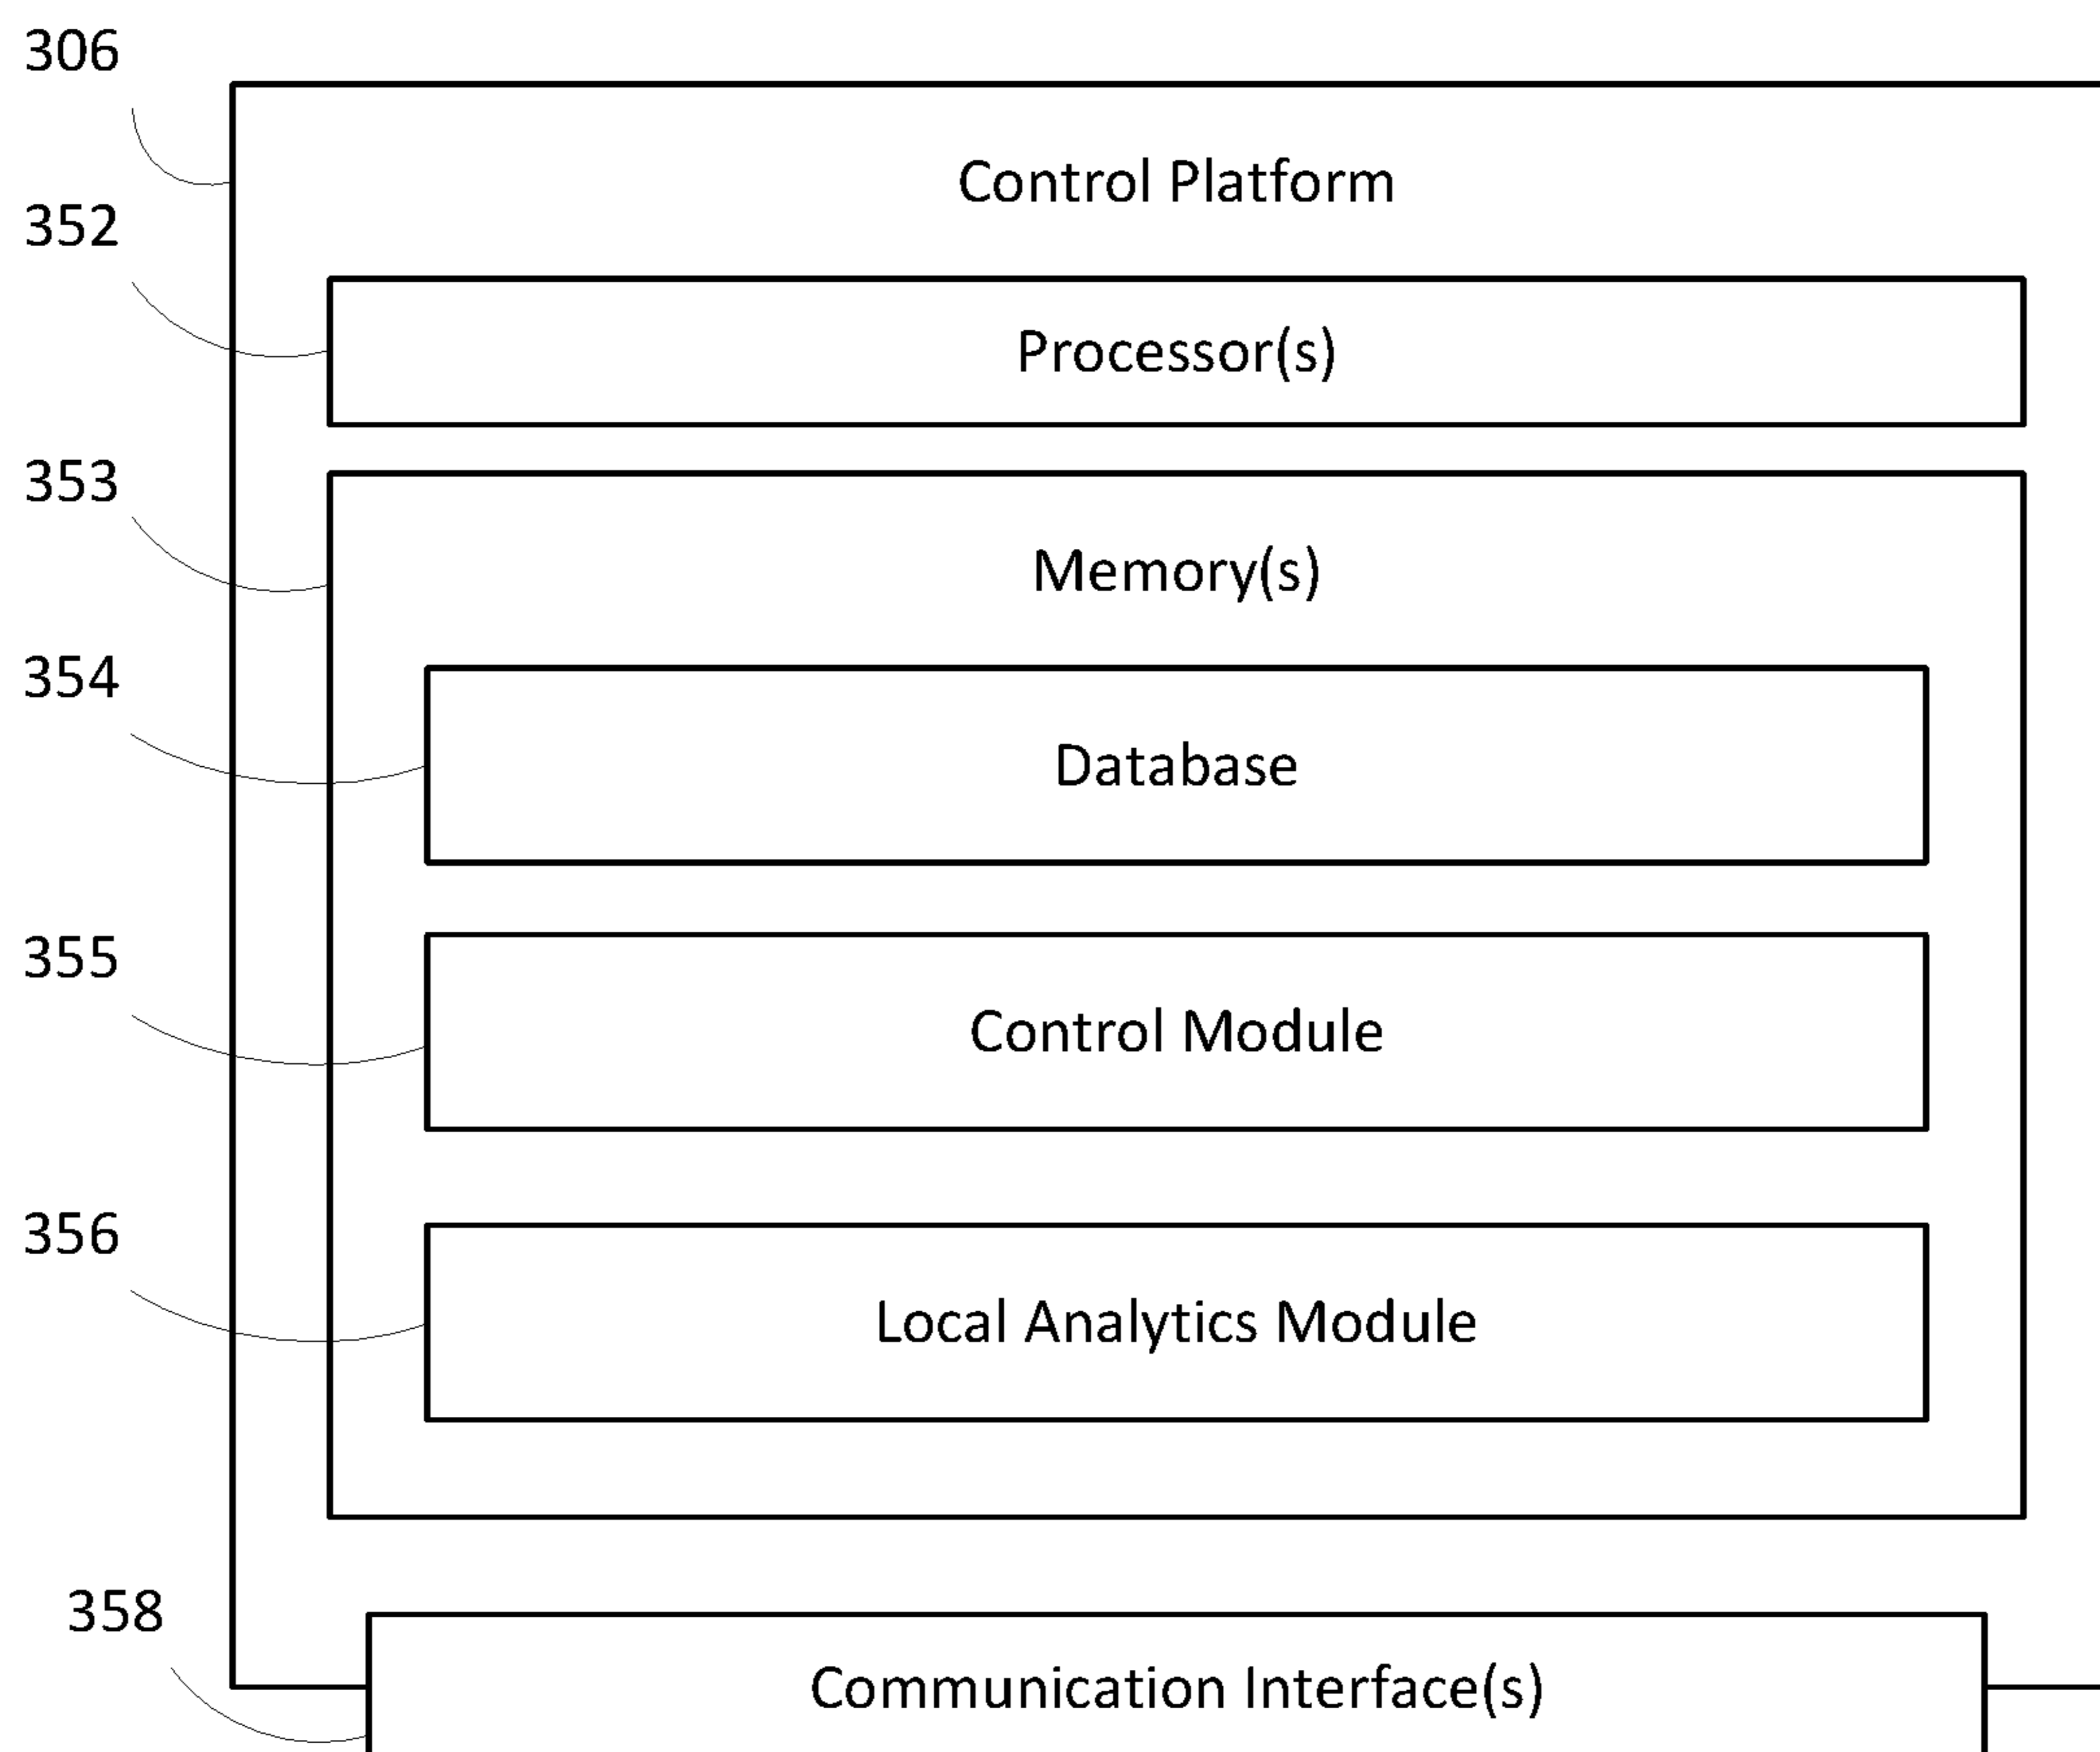 306
Control Platform
352
Processor(s)
353
Memory(s)
354
Database
355
Control Module
356
Local Analytics Module
358
Communication Interface(s)